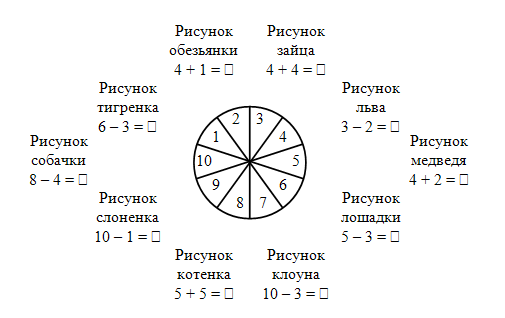 Рисунок
обезьянки
4 + 1 = □
Рисунок
зайца
4 + 4 = □
Рисунок
тигренка
6 – 3 = □
Рисунок
льва
3 – 2 = □
Рисунок
собачки
8 – 4 = □
Рисунок
медведя
4 + 2 = □
2
3
1
4
10
5
9
6
8
7
Рисунок
слоненка
10 – 1 = □
Рисунок
лошадки
5 – 3 = □
Рисунок
котенка
5 + 5 = □
Рисунок
клоуна
10 – 3 = □